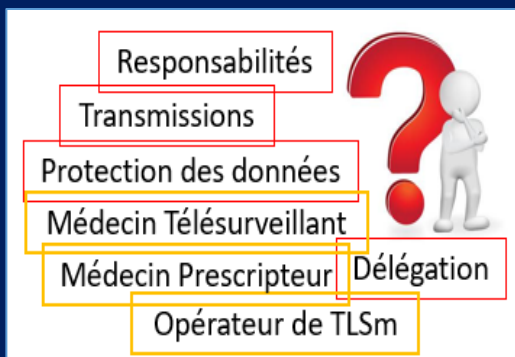 Responsabilités
Transmissions
Protection des données
Médecin Télésurveillant
Médecin Prescripteur
Délégation
Opérateur de TLSm